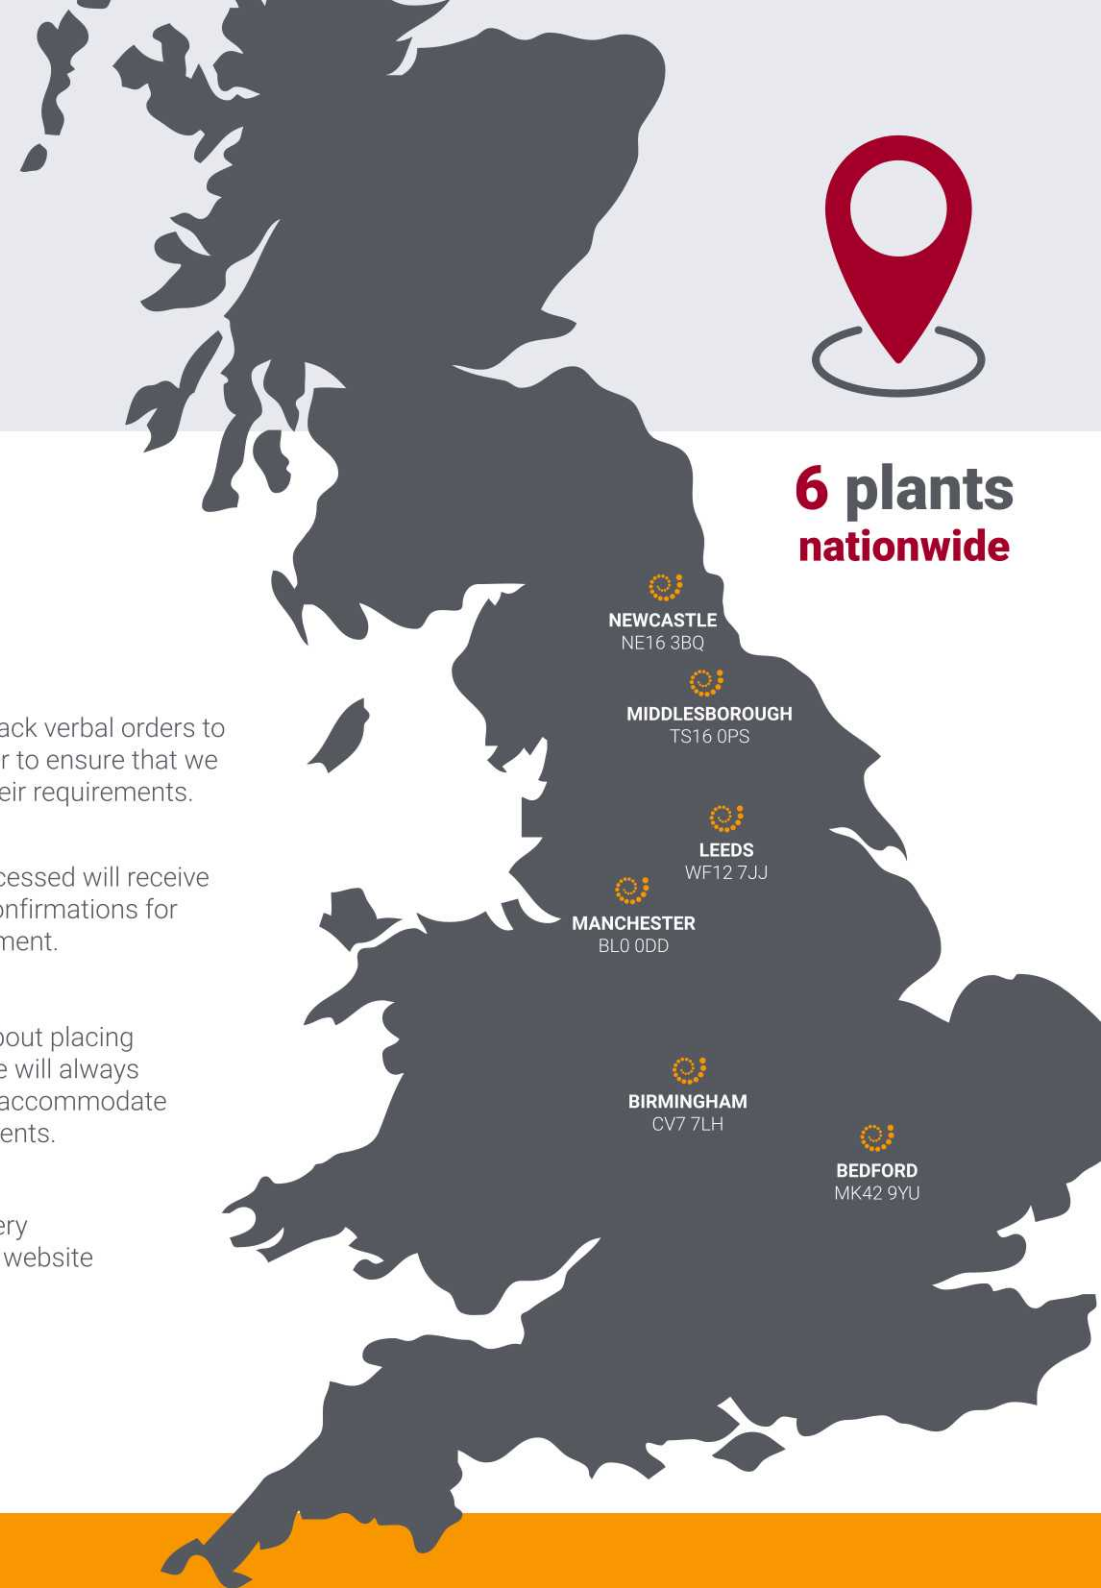 6 plants
nationwide
NEWCASTLE
NE16 3BQ
MIDDLESBOROUGH
TS16 0PS
LEEDS
WF12 7JJ
MANCHESTER
BL0 0DD
BIRMINGHAM
CV7 7LH
BEDFORD
MK42 9YU
ack verbal orders to
r to ensure that we
eir requirements.
cessed will receive
onfirmations for
ment.
bout placing
e will always
accommodate
ents.
ery
website